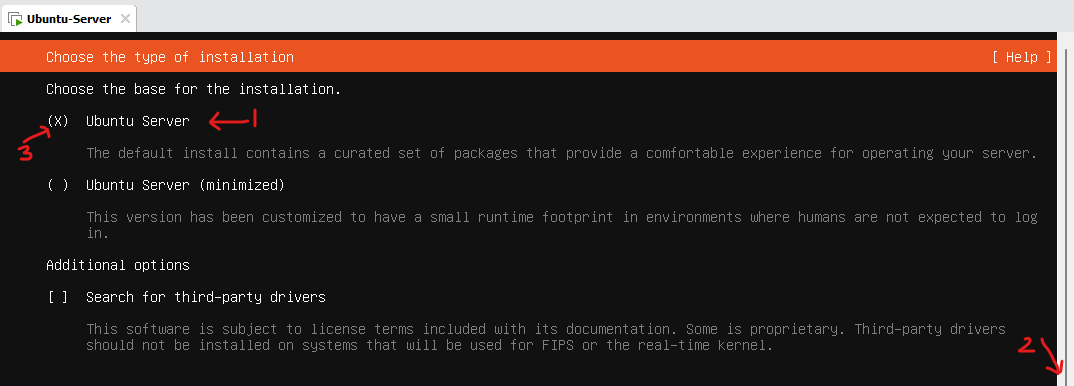 Ubuntu-Server
Choose the type of installation [ Help ]
Choose the base for the installation.
(X) Ubuntu Server 1
3
The default install contains a curated set of packages that provide a comfortable experience for operating your server.
( ) Ubuntu Server (minimized)
This version has been customized to have a small runtime footprint in environments where humans are not expected to log
in.
Additional options
[ ] Search for third-party drivers
This software is subject to license terms included with its documentation. Some is proprietary. Third-party drivers
should not be installed on systems that will be used for FIPS or the real-time kernel.
2